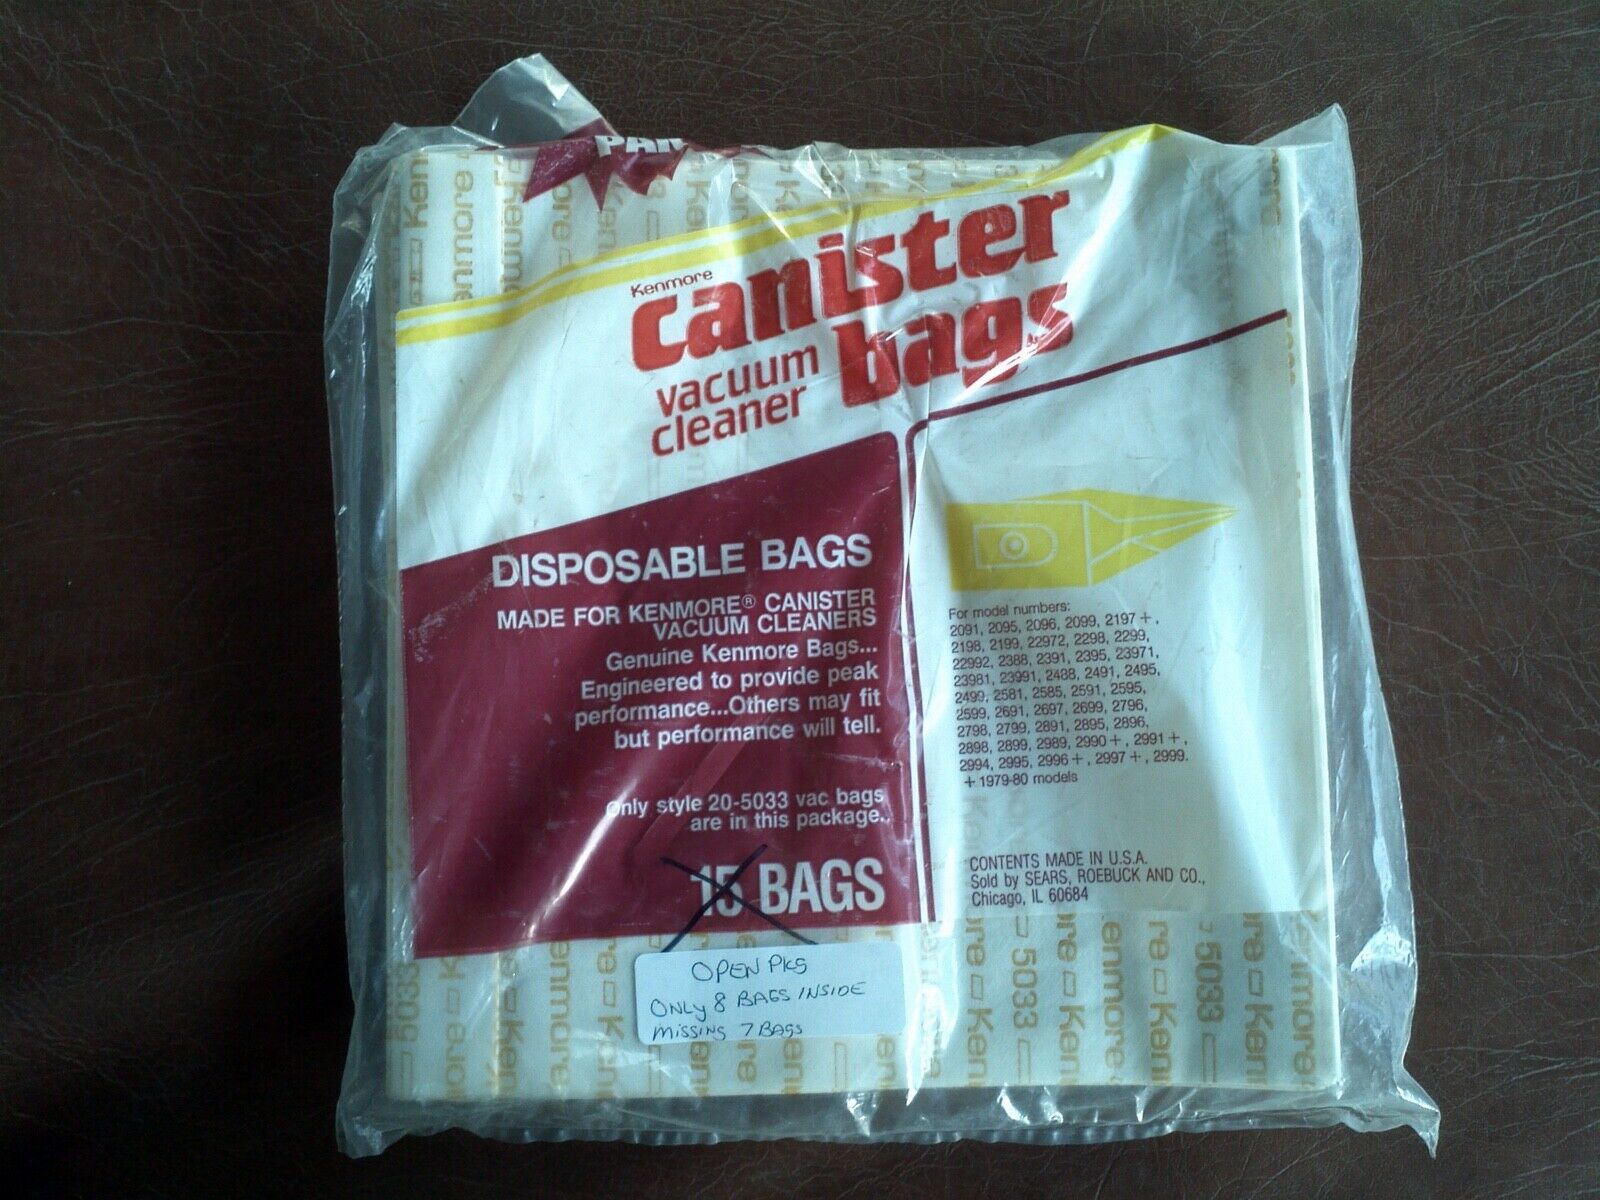 Kenmore
canister
vacuum bags
cleaner
DISPOSABLE BAGS
MADE FOR KENMORE® CANISTER
VACUUM CLEANERS
Genuine Kenmore Bags...
Engineered to provide peak
performance...Others may fit
but performance will tell.
Only style 20-5033 vac bags
are in this package.
15 BAGS
For model numbers:
2091, 2095, 2096, 2099, 2197+,
2198, 2199, 22972, 2298, 2299,
22992, 2388, 2391, 2395, 23971,
23981, 23991, 2488, 2491, 2495,
2499, 2581, 2585, 2591, 2595,
2599, 2691, 2697, 2699, 2796,
2798, 2799, 2891, 2895, 2896,
2898, 2899, 2989, 2990+, 2991+,
2994, 2995, 2996+, 2997+, 2999.
+ 1979-80 models
CONTENTS MADE IN U.S.A.
Sold by SEARS, ROEBUCK AND CO.,
Chicago, IL 60684
OPEN PKG
ONLY 8 BAGS INSIDE
MISSING 7 BAGS
Kenmore
5033